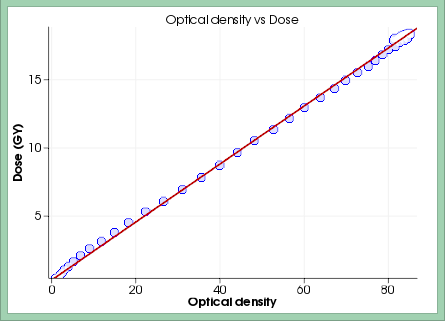 Optical density vs Dose
Dose (GY)
15
10
5
0 20 40 60 80
Optical density